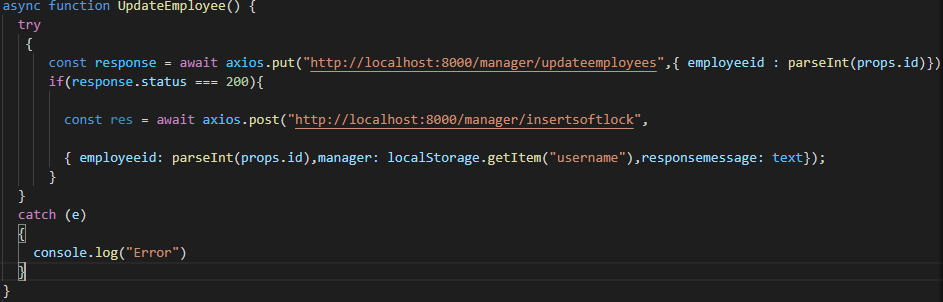 async function UpdateEmployee() {
try
{
const response = await axios.put("http://localhost:8000/manager/updateemployees",{ employeeid : parseInt(props.id)})
if(response.status === 200){
const res = await axios.post("http://localhost:8000/manager/insertsoftlock",
{ employeeid: parseInt(props.id),manager: localStorage.getItem("username"),responsemessage: text});
}
}
catch (e)
{
console.log("Error")
}
}